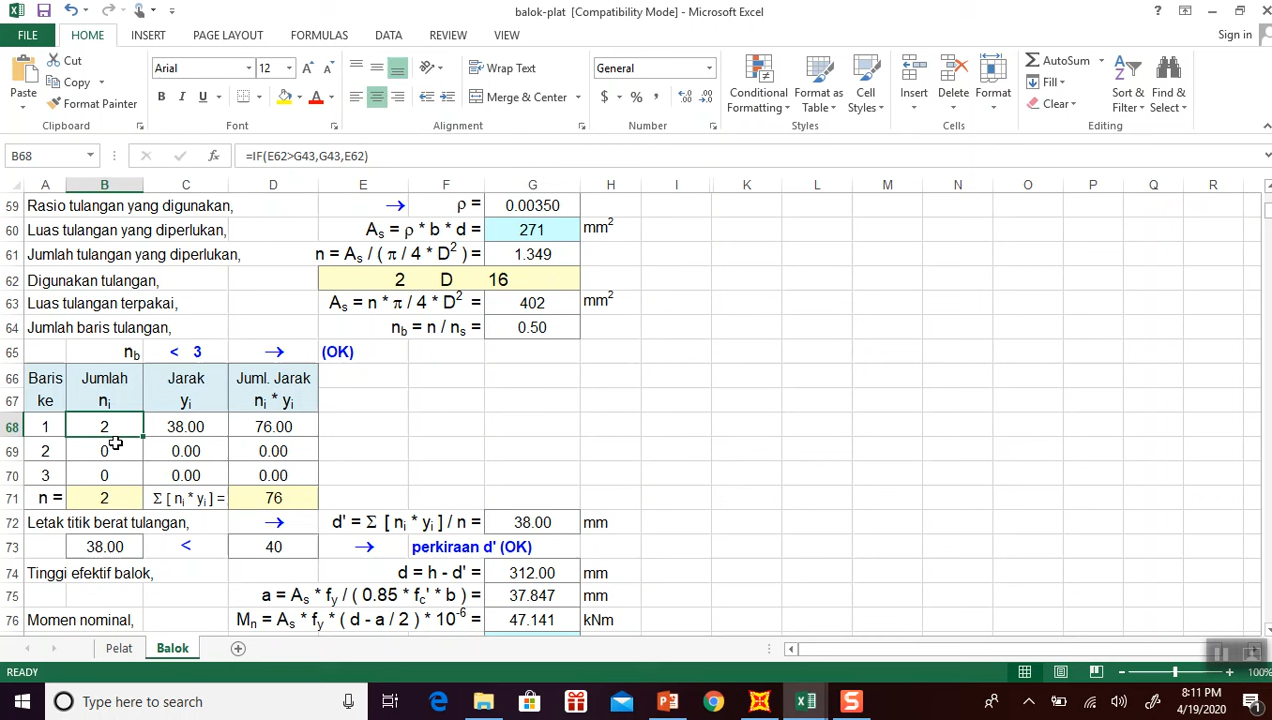 balok-plat [Compatibility Mode] - Microsoft Excel
?
FILE HOME INSERT PAGE LAYOUT FORMULAS DATA REVIEW VIEW Sign in
Paste
Cut
Copy
Format Painter
Clipboard
Arial 12
B I U
Font
Wrap Text
Merge & Center
Alignment
General
$ % ,
Number
Conditional Formatting
Format as Table
Cell Styles
Styles
Insert Delete Format
Cells
AutoSum
Fill
Clear
Sort & Filter
Find & Select
Editing
B68 fx =IF(E62>G43,G43,E62)
A B C D E F G H I J K L M N O P Q R
59 Rasio tulangan yang digunakan, → ρ = 0.00350
60 Luas tulangan yang diperlukan, As = ρ * b * d = 271 mm2
61 Jumlah tulangan yang diperlukan, n = As / ( π / 4 * D2 ) = 1.349
62 Digunakan tulangan, 2 D 16
63 Luas tulangan terpakai, As = n * π / 4 * D2 = 402 mm2
64 Jumlah baris tulangan, nb = n / ns = 0.50
65 nb < 3 → (OK)
66 Baris Jumlah Jarak Juml. Jarak
67 ke ni yi ni * yi
68 1 2 38.00 76.00
69 2 0 0.00 0.00
70 3 0 0.00 0.00
71 n = 2 Σ [ ni * yi ] = 76
72 Letak titik berat tulangan, → d' = Σ [ ni * yi ] / n = 38.00 mm
73 38.00 < 40 → perkiraan d' (OK)
74 Tinggi efektif balok, d = h - d' = 312.00 mm
75 a = As * fy / ( 0.85 * fc' * b ) = 37.847 mm
76 Momen nominal, Mn = As * fy * ( d - a / 2 ) * 10-6 = 47.141 kNm
Pelat Balok
READY 100%
Type here to search
8:11 PM
4/19/2020
1